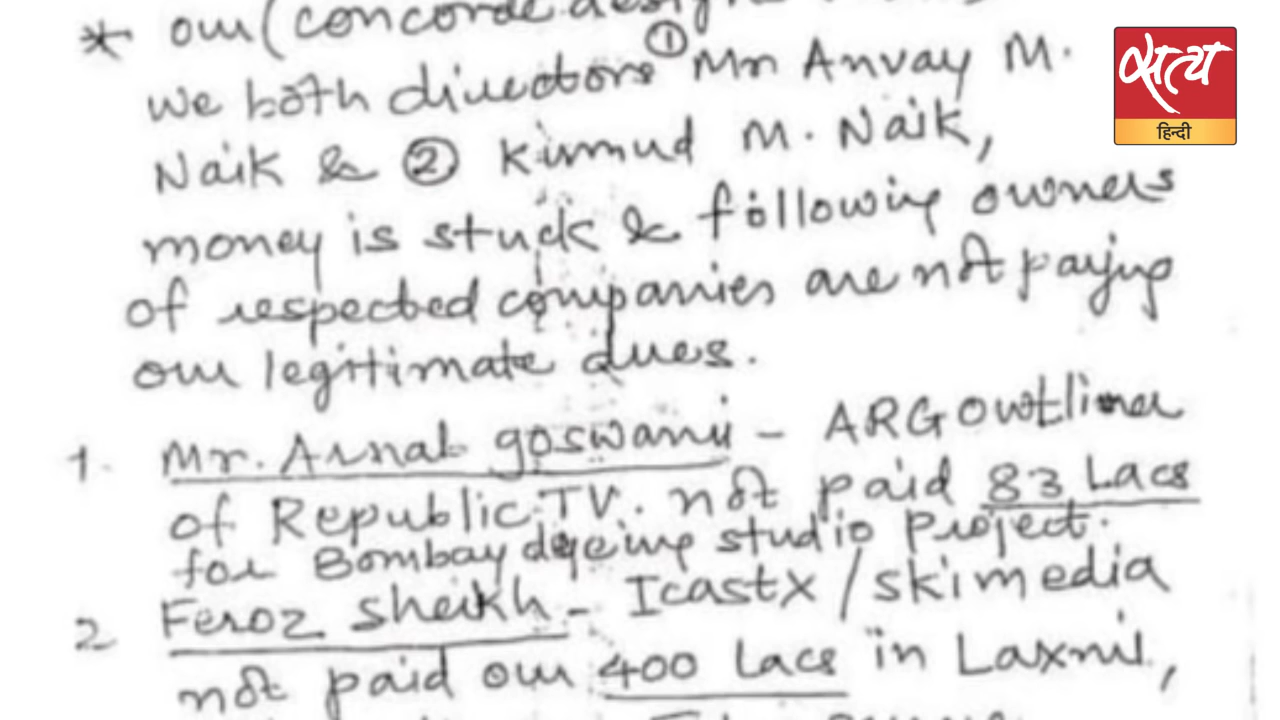 * our (concorde designs
we both directors ① Mr Anvay M.
Naik & ② Kumud M. Naik,
money is stuck & following owners
of respected companies are not paying
our legitimate dues.
1. Mr. Arnab goswami - ARG Outlier
of Republic TV. not paid 83 Lacs
for Bombay dyeing studio Project.
2 Feroz Sheikh - Icastx / skimedia
not paid our 400 lacs in Laxmi,
सत्य
हिन्दी